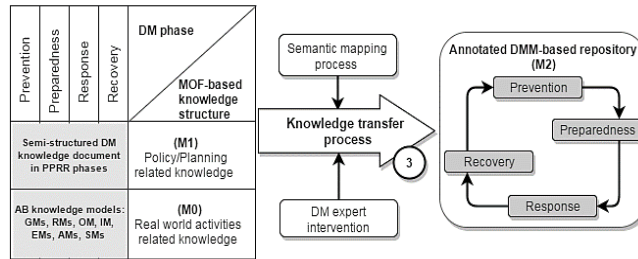 Prevention
Preparedness
Response
Recovery
DM phase
MOF-based
knowledge
structure
Semi-structured DM
knowledge document
in PPRR phases
(M1)
Policy/Planning
related knowledge
AB knowledge models:
GMs, RMs, OM, IM,
EMs, AMs, SMs
(M0)
Real world activities
related knowledge
Semantic mapping
process
Knowledge transfer
process
3
DM expert
intervention
Annotated DMM-based repository
(M2)
Prevention
Preparedness
Recovery
Response